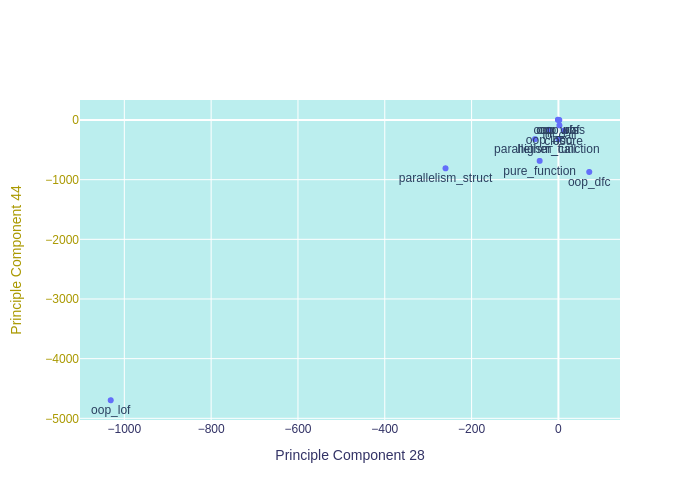 0
−1000
−2000
−3000
−4000
−5000
Principle Component 44
parallelism_struct
pure_function
oop_dfc
oop_lof
−1000
−800
−600
−400
−200
0
Principle Component 28